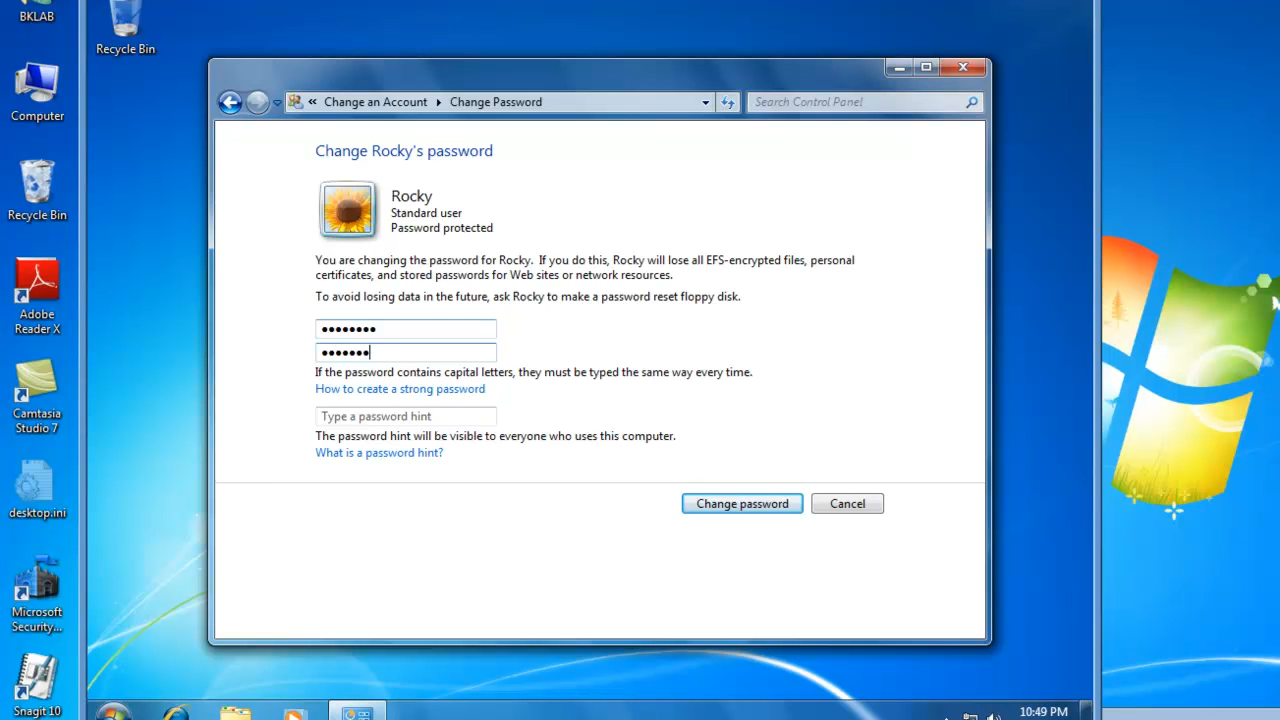 BKLAB
Computer
Recycle Bin
Adobe
Reader X
Camtasia
Studio 7
desktop.ini
Microsoft
Security...
Snagit 10
Recycle Bin
« Change an Account ▸ Change Password
Search Control Panel
Change Rocky's password
Rocky
Standard user
Password protected
You are changing the password for Rocky.  If you do this, Rocky will lose all EFS-encrypted files, personal
certificates, and stored passwords for Web sites or network resources.
To avoid losing data in the future, ask Rocky to make a password reset floppy disk.
●●●●●●●●
●●●●●●●
If the password contains capital letters, they must be typed the same way every time.
How to create a strong password
Type a password hint
The password hint will be visible to everyone who uses this computer.
What is a password hint?
Change password
Cancel
10:49 PM